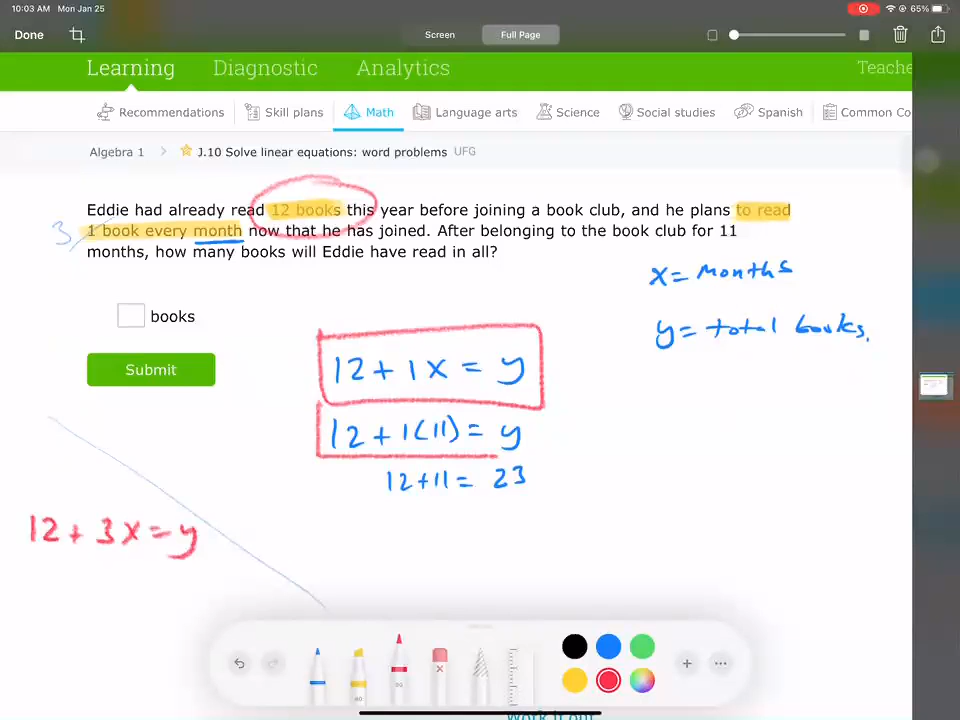 10:03 AM Mon Jan 25
65%
Done
Screen
Full Page
Learning
Diagnostic
Analytics
Teache
Recommendations
Skill plans
Math
Language arts
Science
Social studies
Spanish
Common Co
Algebra 1
J.10 Solve linear equations: word problems
UFG
Eddie had already read 12 books this year before joining a book club, and he plans to read
3
1 book every month now that he has joined. After belonging to the book club for 11
months, how many books will Eddie have read in all?
x = months
books
y = total books.
Submit
12 + 1x = y
12 + 1(11) = y
12+11 = 23
12 + 3x = y
Work it out